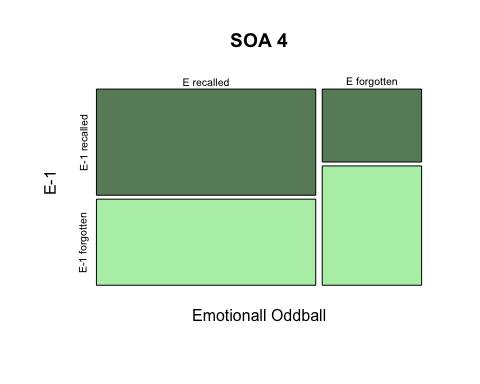 SOA 4
E recalled
E forgotten
E-1
E-1 recalled
E-1 forgotten
Emotionall Oddball